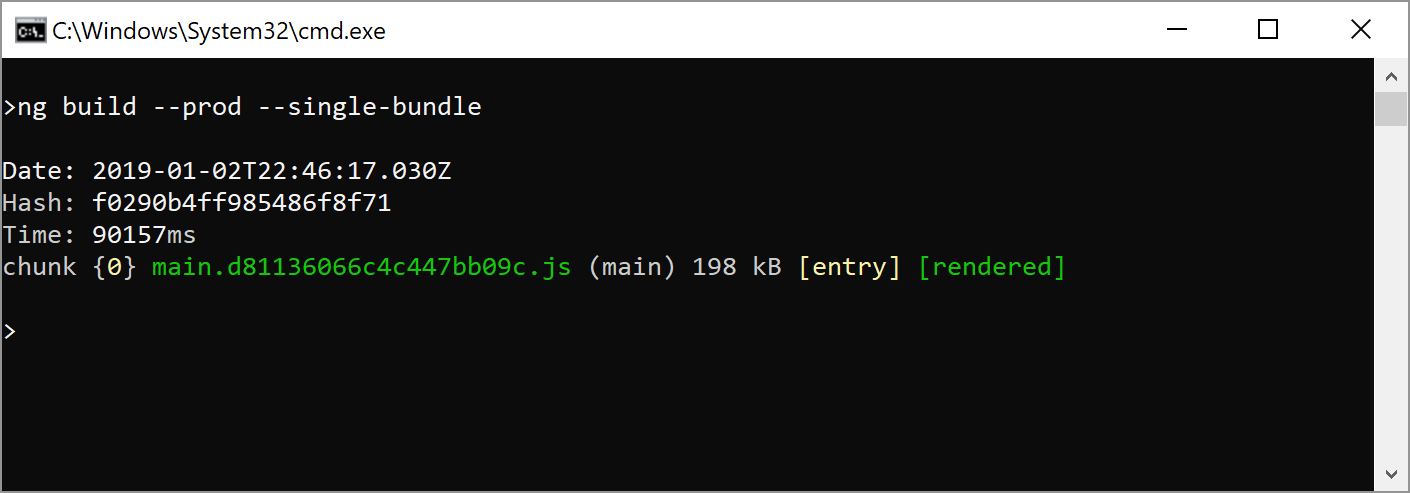 C:\Windows\System32\cmd.exe
>ng build --prod --single-bundle
Date: 2019-01-02T22:46:17.030Z
Hash: f0290b4ff985486f8f71
Time: 90157ms
chunk {0} main.d81136066c4c447bb09c.js (main) 198 kB [entry] [rendered]
>